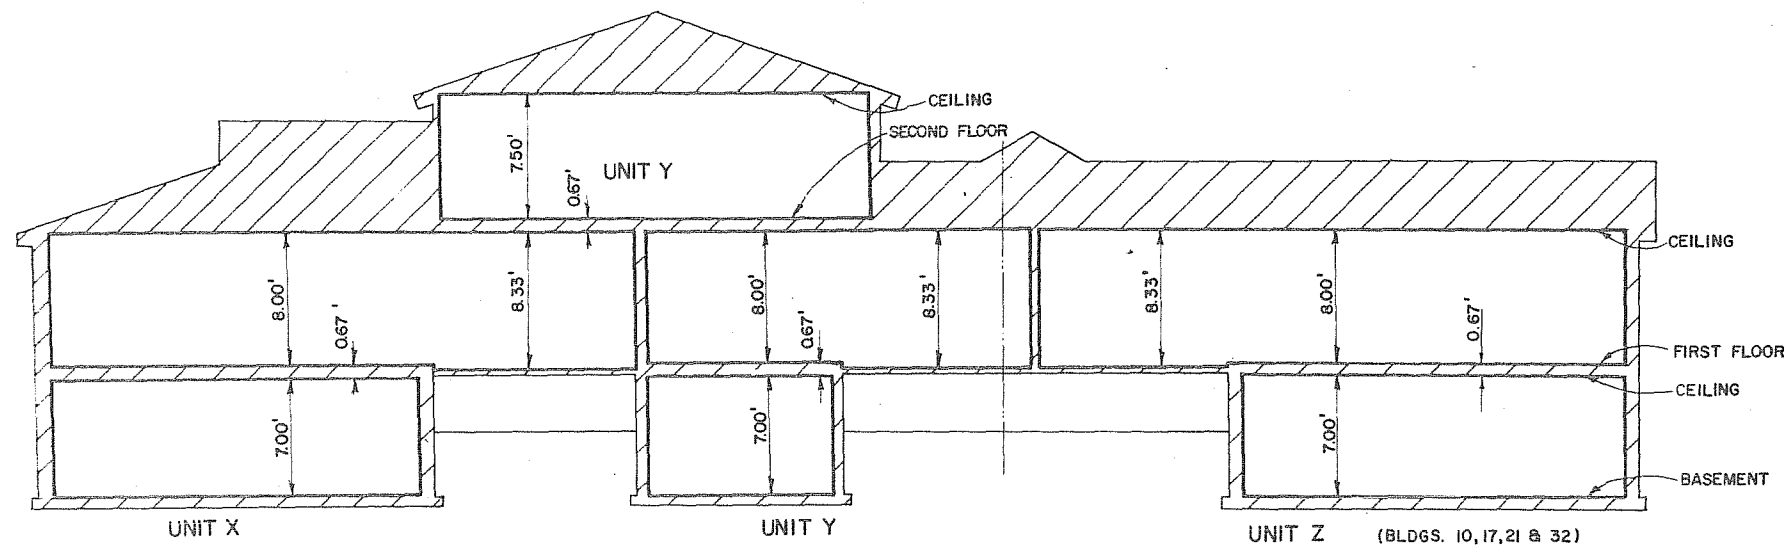 CEILING
SECOND FLOOR
7.50'
UNIT Y
0.67'
CEILING
8.00'
8.33'
8.00'
8.33'
8.33'
8.00'
0.67'
0.67'
0.67'
FIRST FLOOR
CEILING
7.00'
7.00'
7.00'
BASEMENT
UNIT X
UNIT Y
UNIT Z (BLDGS. 10, 17, 21 & 32)